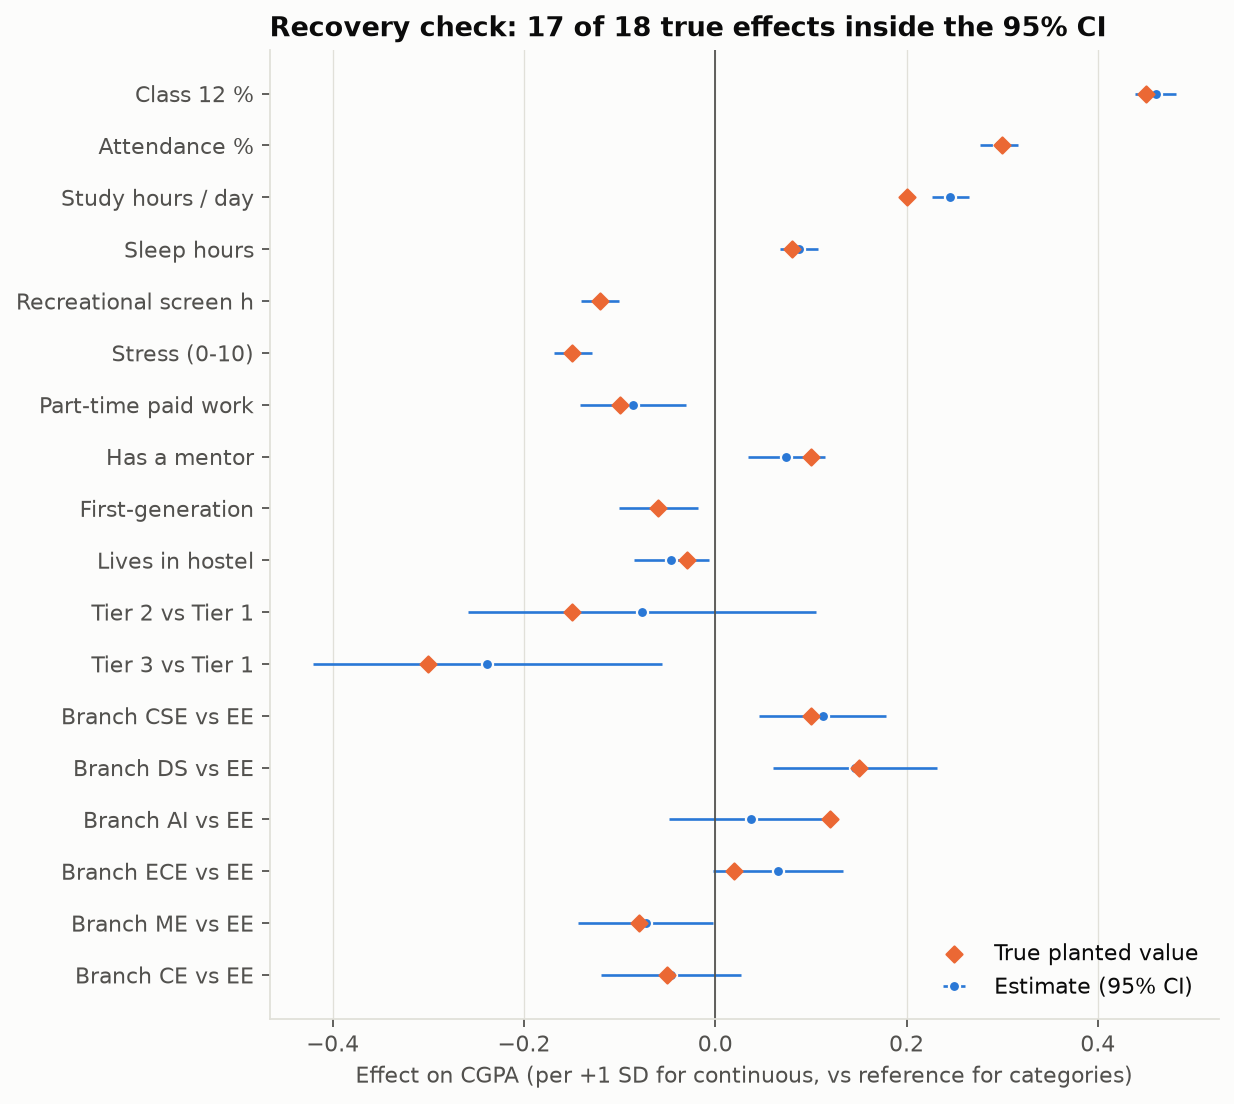 Recovery check: 17 of 18 true effects inside the 95% CI
Class 12 %
Attendance %
Study hours / day
Sleep hours
Recreational screen h
Stress (0-10)
Part-time paid work
Has a mentor
First-generation
Lives in hostel
Tier 2 vs Tier 1
Tier 3 vs Tier 1
Branch CSE vs EE
Branch DS vs EE
Branch AI vs EE
Branch ECE vs EE
Branch ME vs EE
Branch CE vs EE
True planted value
Estimate (95% CI)
−0.4 −0.2 0.0 0.2 0.4
Effect on CGPA (per +1 SD for continuous, vs reference for categories)